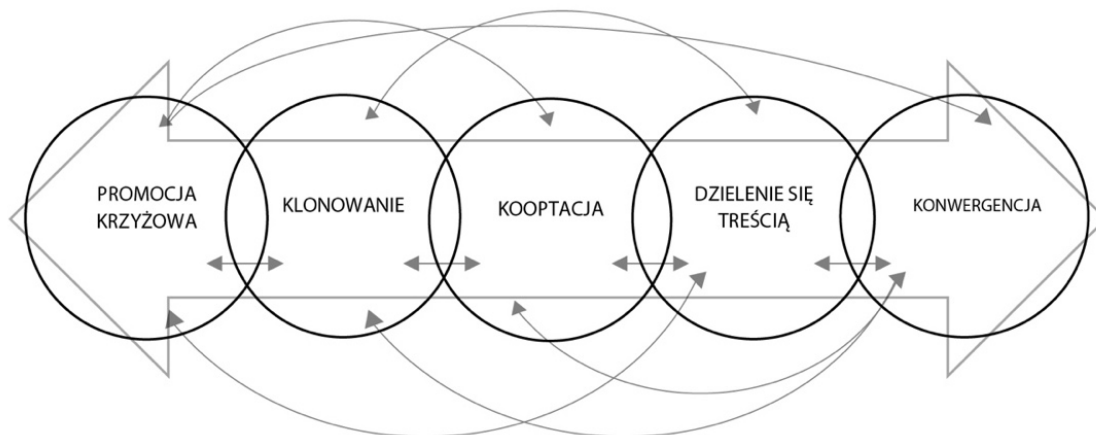 PROMOCJA
KRZYŻOWA
KLONOWANIE
KOOPTACJA
DZIELENIE SIĘ
TREŚCIĄ
KONWERGENCJA